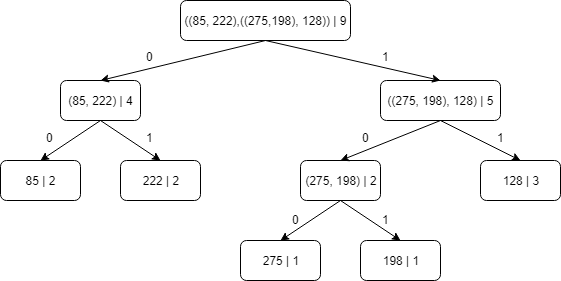 ((85, 222),((275,198), 128)) | 9
0
1
(85, 222) | 4
((275, 198), 128) | 5
0
1
0
1
85 | 2
222 | 2
(275, 198) | 2
128 | 3
0
1
275 | 1
198 | 1